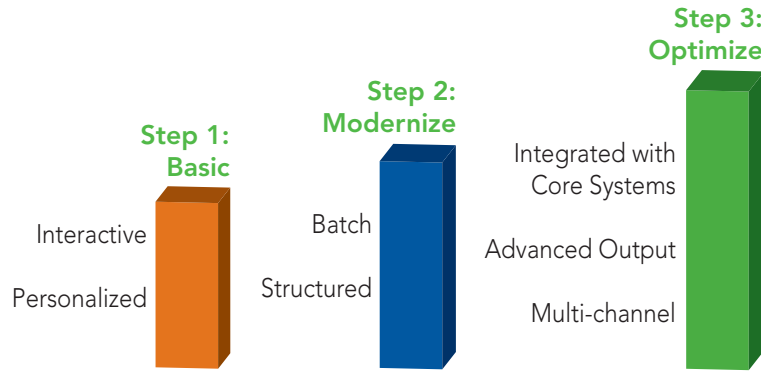 Step 1:
Basic
Interactive
Personalized
Step 2:
Modernize
Batch
Structured
Step 3:
Optimize
Integrated with
Core Systems
Advanced Output
Multi-channel